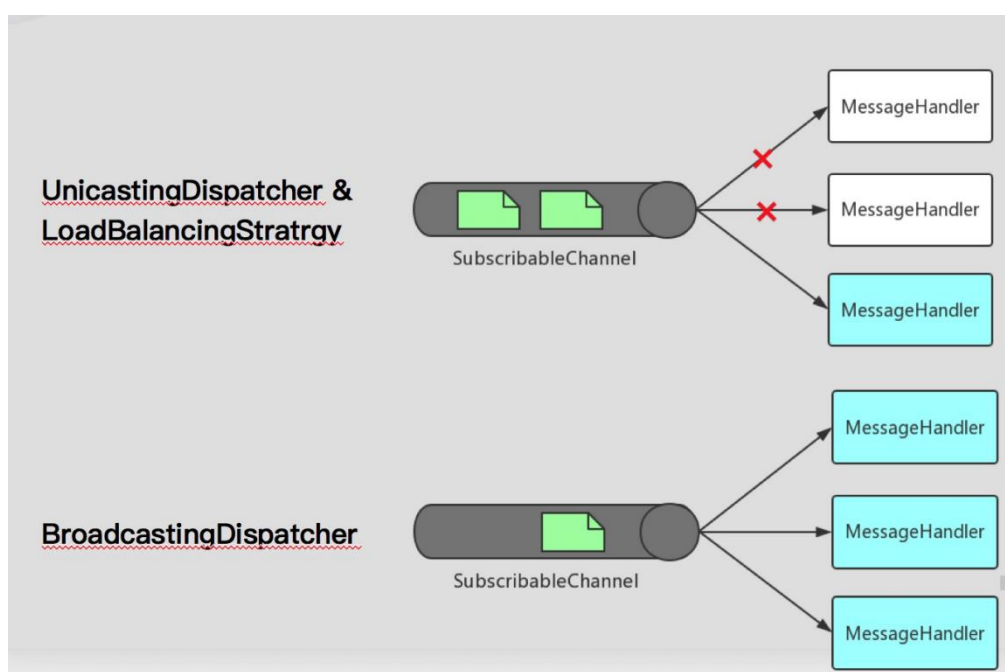 MessageHandler
UnicastingDispatcher &
LoadBalancingStratrgy
MessageHandler
SubscribableChannel
MessageHandler
MessageHandler
BroadcastingDispatcher
MessageHandler
SubscribableChannel
MessageHandler